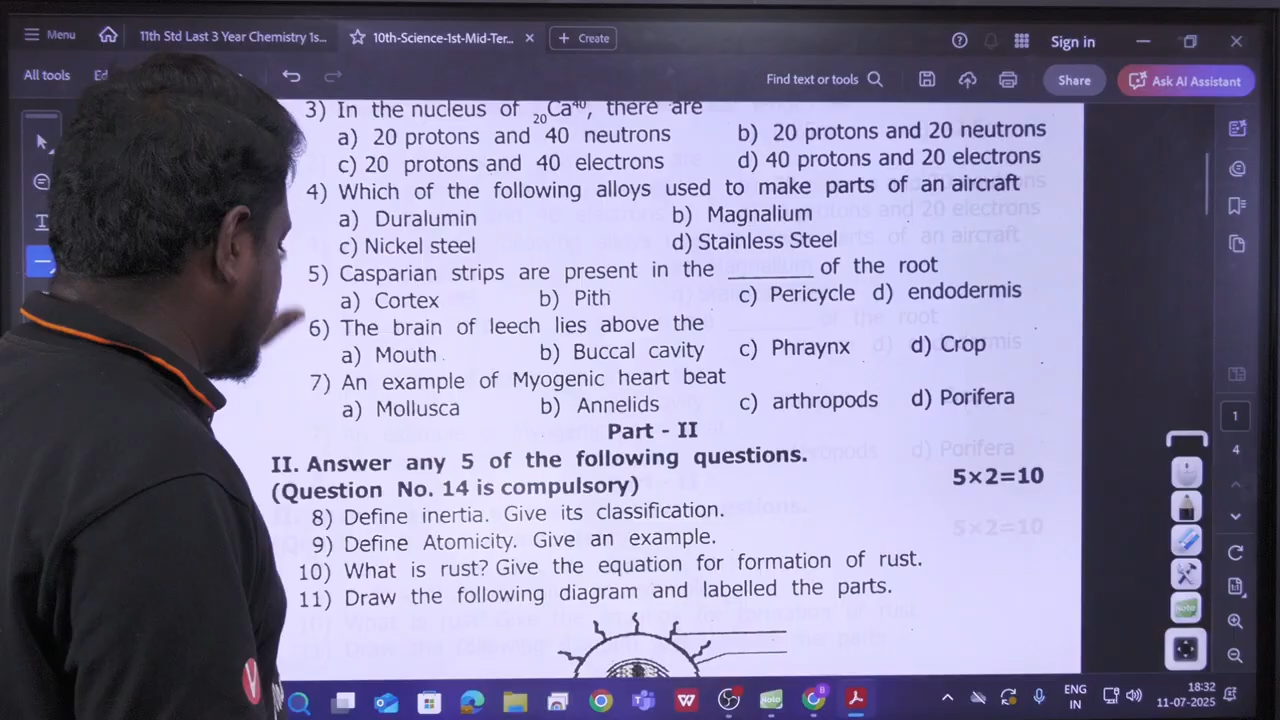 Menu
11th Std Last 3 Year Chemistry 1s...
10th-Science-1st-Mid-Ter...
Create
Sign in
All tools
Ed
Find text or tools
Share
Ask AI Assistant
3) In the nucleus of ₂₀Ca⁴⁰, there are
a) 20 protons and 40 neutrons b) 20 protons and 20 neutrons
c) 20 protons and 40 electrons d) 40 protons and 20 electrons
4) Which of the following alloys used to make parts of an aircraft
a) Duralumin b) Magnalium
c) Nickel steel d) Stainless Steel
5) Casparian strips are present in the ________ of the root
a) Cortex b) Pith c) Pericycle d) endodermis
6) The brain of leech lies above the
a) Mouth b) Buccal cavity c) Phraynx d) Crop
7) An example of Myogenic heart beat
a) Mollusca b) Annelids c) arthropods d) Porifera
Part - II
II. Answer any 5 of the following questions.
(Question No. 14 is compulsory) 5×2=10
8) Define inertia. Give its classification.
9) Define Atomicity. Give an example.
10) What is rust? Give the equation for formation of rust.
11) Draw the following diagram and labelled the parts.
1
4
Note
ENG
IN
18:32
11-07-2025